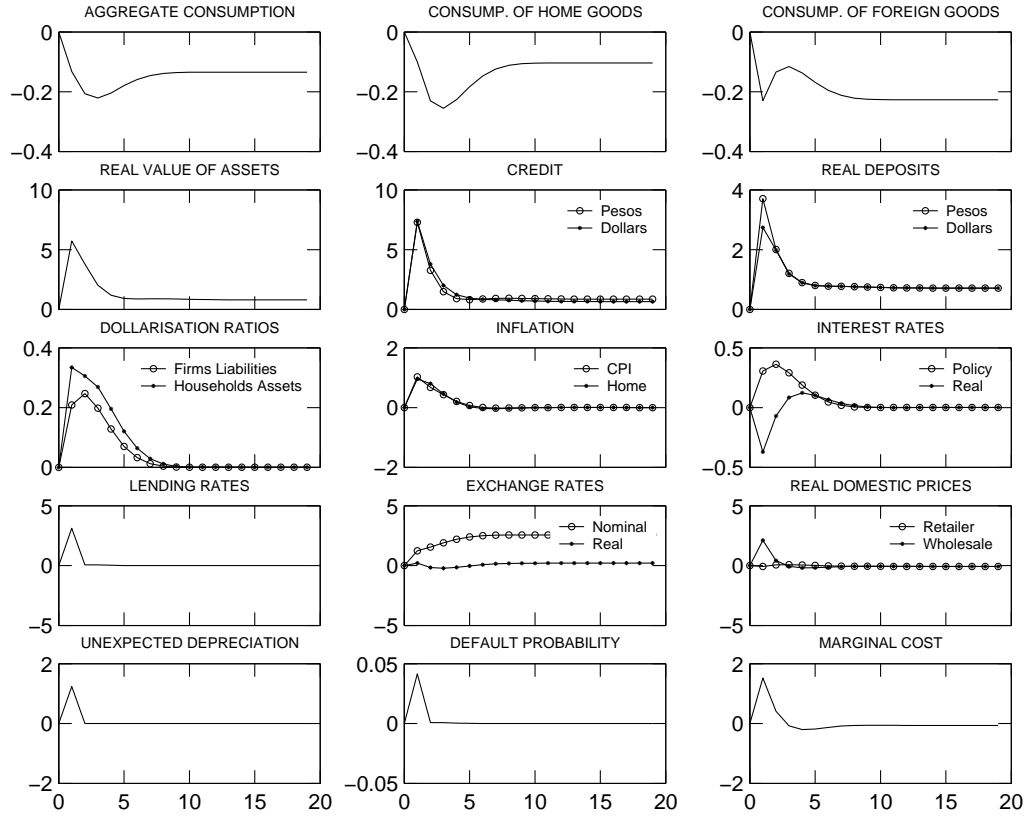 AGGREGATE CONSUMPTION
CONSUMP. OF HOME GOODS
CONSUMP. OF FOREIGN GOODS
0
−0.2
−0.4
0
−0.2
−0.4
0
−0.2
−0.4
REAL VALUE OF ASSETS
CREDIT
REAL DEPOSITS
10
5
0
10
5
0
Pesos
Dollars
4
2
0
Pesos
Dollars
DOLLARISATION RATIOS
INFLATION
INTEREST RATES
0.4
0.2
0
Firms Liabilities
Households Assets
2
0
−2
CPI
Home
0.5
0
−0.5
Policy
Real
LENDING RATES
EXCHANGE RATES
REAL DOMESTIC PRICES
5
0
−5
5
0
−5
Nominal
Real
5
0
−5
Retailer
Wholesale
UNEXPECTED DEPRECIATION
DEFAULT PROBABILITY
MARGINAL COST
2
0
−2
0.05
0
−0.05
2
0
−2
0 5 10 15 20
0 5 10 15 20
0 5 10 15 20